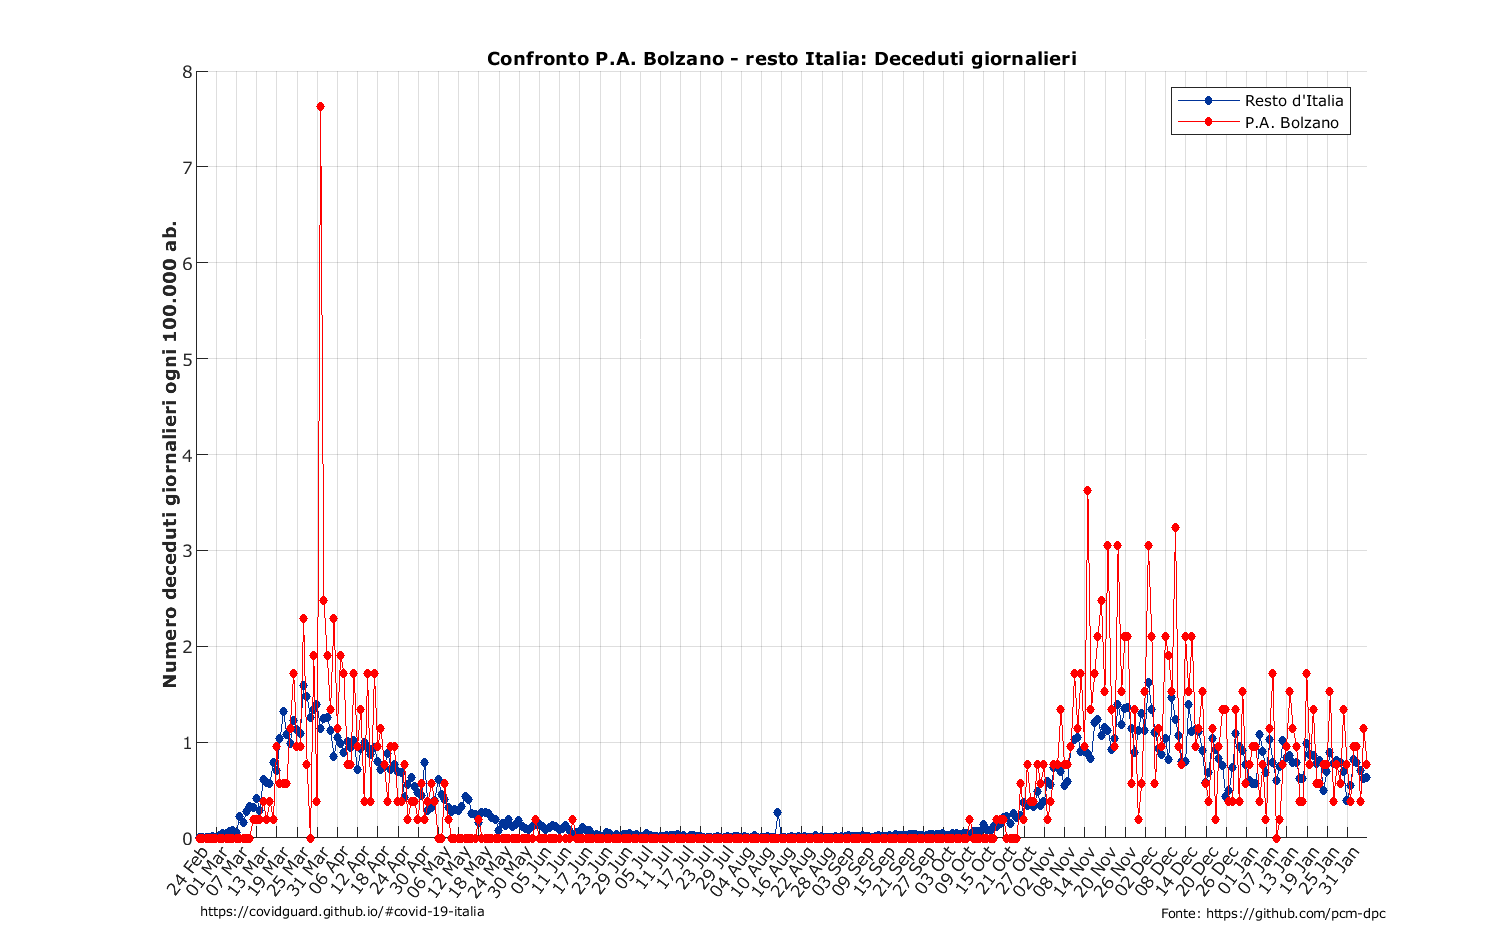 Confronto P.A. Bolzano - resto Italia: Deceduti giornalieri
Resto d'Italia
P.A. Bolzano
Numero deceduti giornalieri ogni 100.000 ab.
8
7
6
5
4
3
2
1
0
24 Feb
01 Mar
07 Mar
13 Mar
19 Mar
25 Mar
31 Mar
06 Apr
12 Apr
18 Apr
24 Apr
30 Apr
06 May
12 May
18 May
24 May
30 May
05 Jun
11 Jun
17 Jun
23 Jun
29 Jun
05 Jul
11 Jul
17 Jul
23 Jul
29 Jul
04 Aug
10 Aug
16 Aug
22 Aug
28 Aug
03 Sep
09 Sep
15 Sep
21 Sep
27 Sep
03 Oct
09 Oct
15 Oct
21 Oct
27 Oct
02 Nov
08 Nov
14 Nov
20 Nov
26 Nov
02 Dec
08 Dec
14 Dec
20 Dec
26 Dec
01 Jan
07 Jan
13 Jan
19 Jan
25 Jan
31 Jan
https://covidguard.github.io/#covid-19-italia
Fonte: https://github.com/pcm-dpc